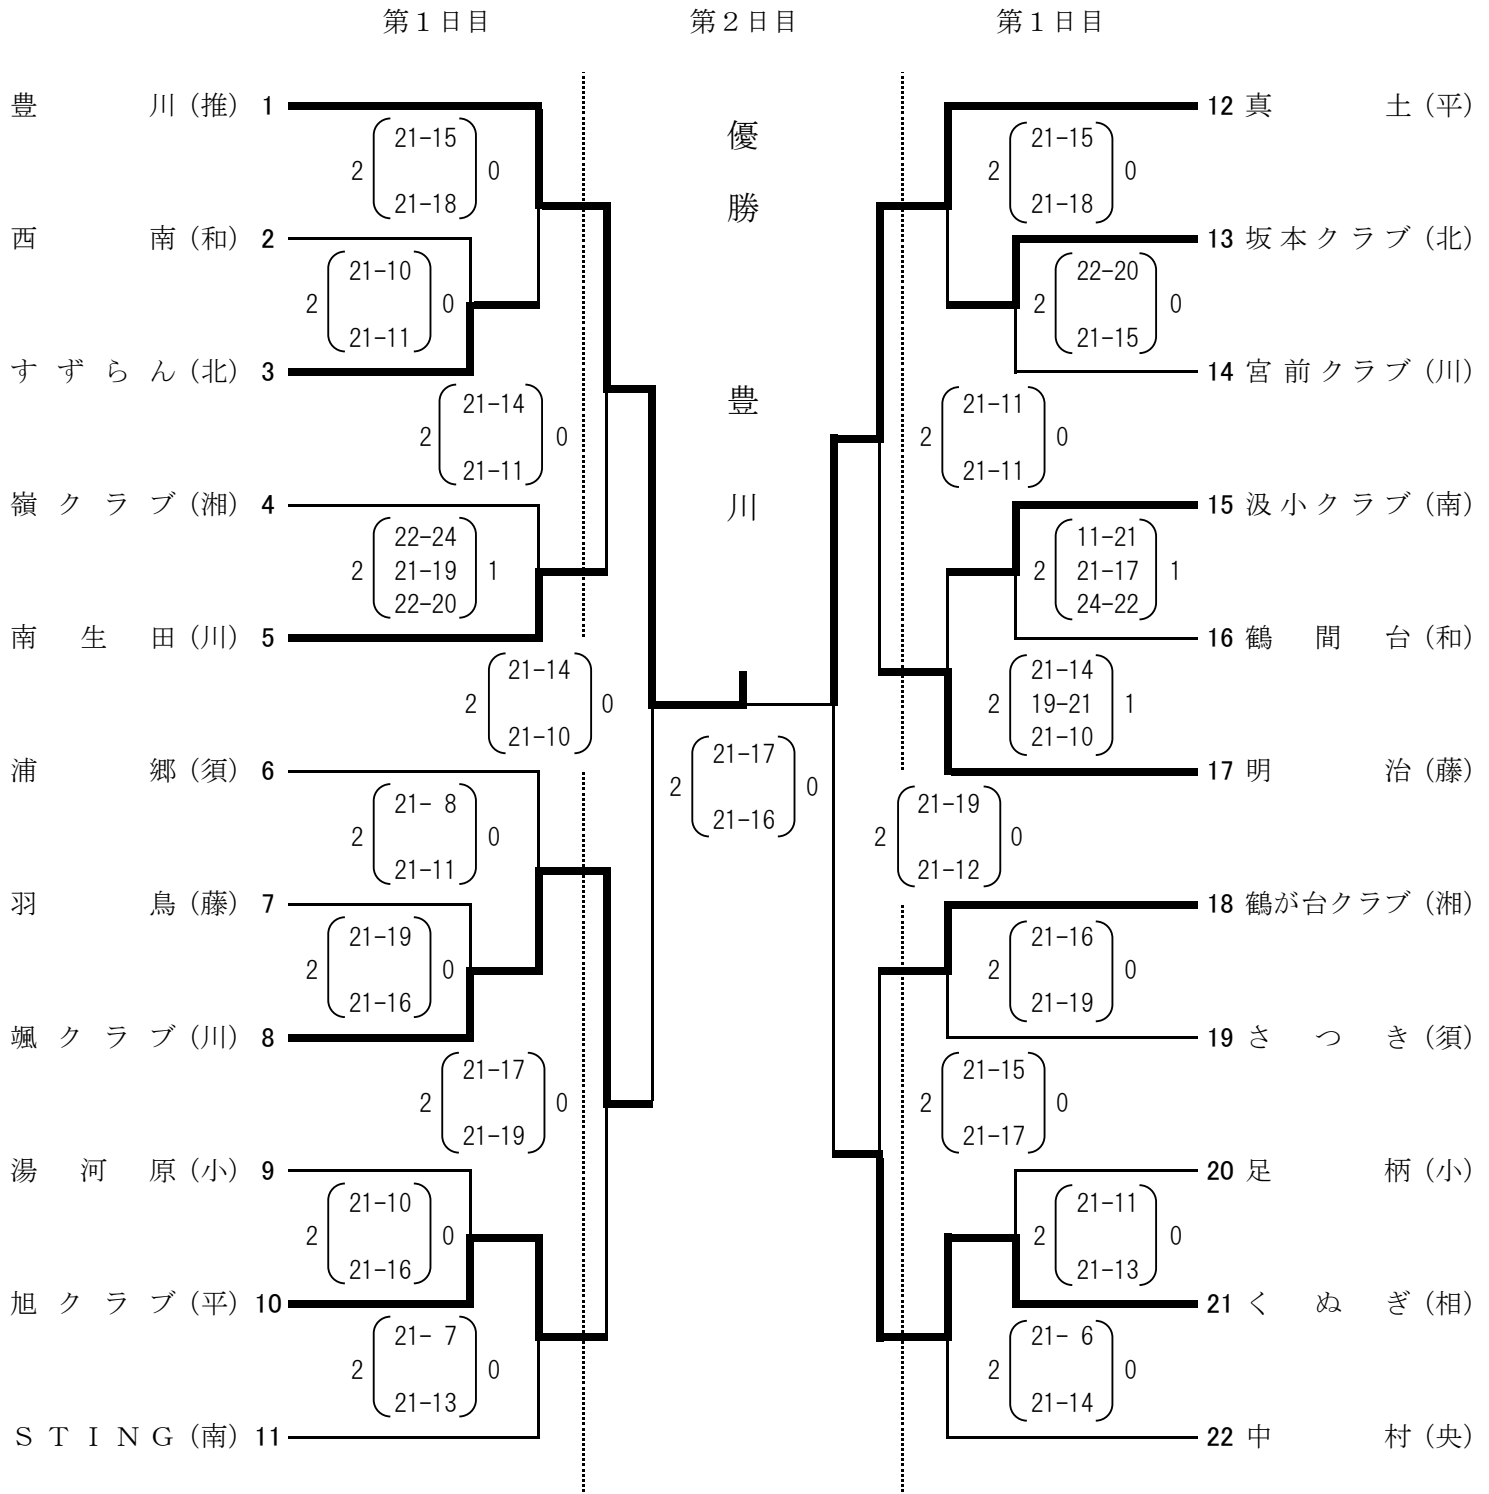 第１日目 第２日目 第１日目
豊川（推） 1
21-15
2 0
21-18
西南（和） 2
21-10
2 0
21-11
すずらん（北） 3
21-14
2 0
21-11
嶺クラブ（湘） 4
22-24
2 21-19 1
22-20
南生田（川） 5
21-14
2 0
21-10
浦郷（須） 6
21- 8
2 0
21-11
羽鳥（藤） 7
21-19
2 0
21-16
颯クラブ（川） 8
21-17
2 0
21-19
湯河原（小） 9
21-10
2 0
21-16
旭クラブ（平） 10
21- 7
2 0
21-13
ＳＴＩＮＧ（南） 11
優勝
豊川
21-17
2 0
21-16
12 真土（平）
21-15
2 0
21-18
13 坂本クラブ（北）
22-20
2 0
21-15
14 宮前クラブ（川）
21-11
2 0
21-11
15 汲小クラブ（南）
11-21
2 21-17 1
24-22
16 鶴間台（和）
21-14
2 19-21 1
21-10
17 明治（藤）
21-19
2 0
21-12
18 鶴が台クラブ（湘）
21-16
2 0
21-19
19 さつき（須）
21-15
2 0
21-17
20 足柄（小）
21-11
2 0
21-13
21 くぬぎ（相）
21- 6
2 0
21-14
22 中村（央）